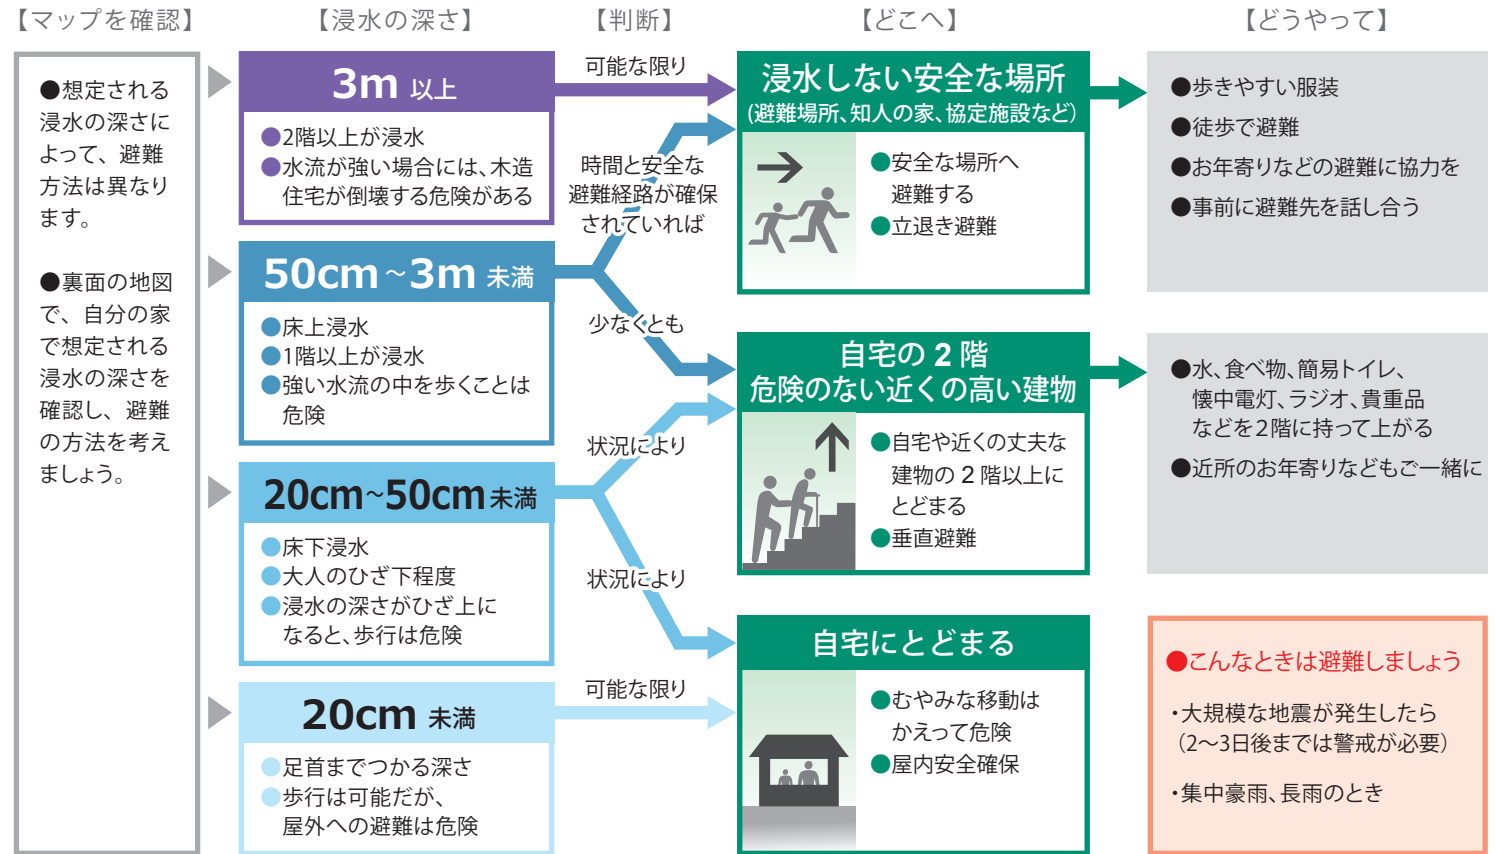 【マップを確認】
【浸水の深さ】
【判断】
【どこへ】
【どうやって】
●想定される
浸水の深さに
よって、避難
方法は異なり
ます。
●裏面の地図
で、自分の家
で想定される
浸水の深さを
確認し、避難
の方法を考え
ましょう。
3m 以上
●2階以上が浸水
●水流が強い場合には、木造
住宅が倒壊する危険がある
50cm～3m 未満
●床上浸水
●1階以上が浸水
●強い水流の中を歩くことは
危険
20cm～50cm未満
●床下浸水
●大人のひざ下程度
●浸水の深さがひざ上に
なると、歩行は危険
20cm 未満
●足首までつかる深さ
●歩行は可能だが、
屋外への避難は危険
可能な限り
時間と安全な
避難経路が確保
されていれば
少なくとも
状況により
状況により
可能な限り
浸水しない安全な場所
(避難場所、知人の家、協定施設など)
●安全な場所へ
避難する
●立退き避難
自宅の 2 階
危険のない近くの高い建物
●自宅や近くの丈夫な
建物の 2 階以上に
とどまる
●垂直避難
自宅にとどまる
●むやみな移動は
かえって危険
●屋内安全確保
●歩きやすい服装
●徒歩で避難
●お年寄りなどの避難に協力を
●事前に避難先を話し合う
●水、食べ物、簡易トイレ、
懐中電灯、ラジオ、貴重品
などを2階に持って上がる
●近所のお年寄りなどもご一緒に
●こんなときは避難しましょう
・大規模な地震が発生したら
（2～3日後までは警戒が必要）
・集中豪雨、長雨のとき